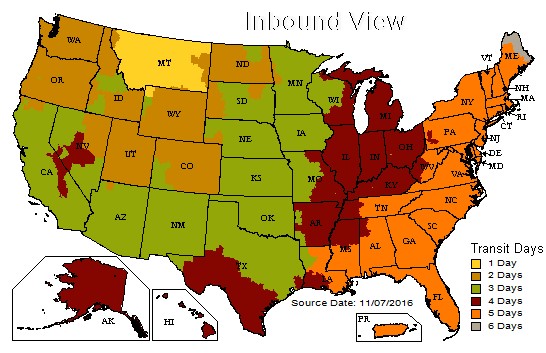 Inbound View
WA
MT
ND
MN
VT
ME
OR
ID
WY
SD
WI
MI
NY
NH
MA
RI
CT
NV
UT
CO
NE
IA
IL
IN
OH
PA
NJ
DE
MD
CA
KS
MO
KY
WV
VA
AZ
NM
OK
AR
TN
NC
SC
TX
LA
MS
AL
GA
FL
AK
HI
PR
Source Date: 11/07/2016
Transit Days
1 Day
2 Days
3 Days
4 Days
5 Days
6 Days